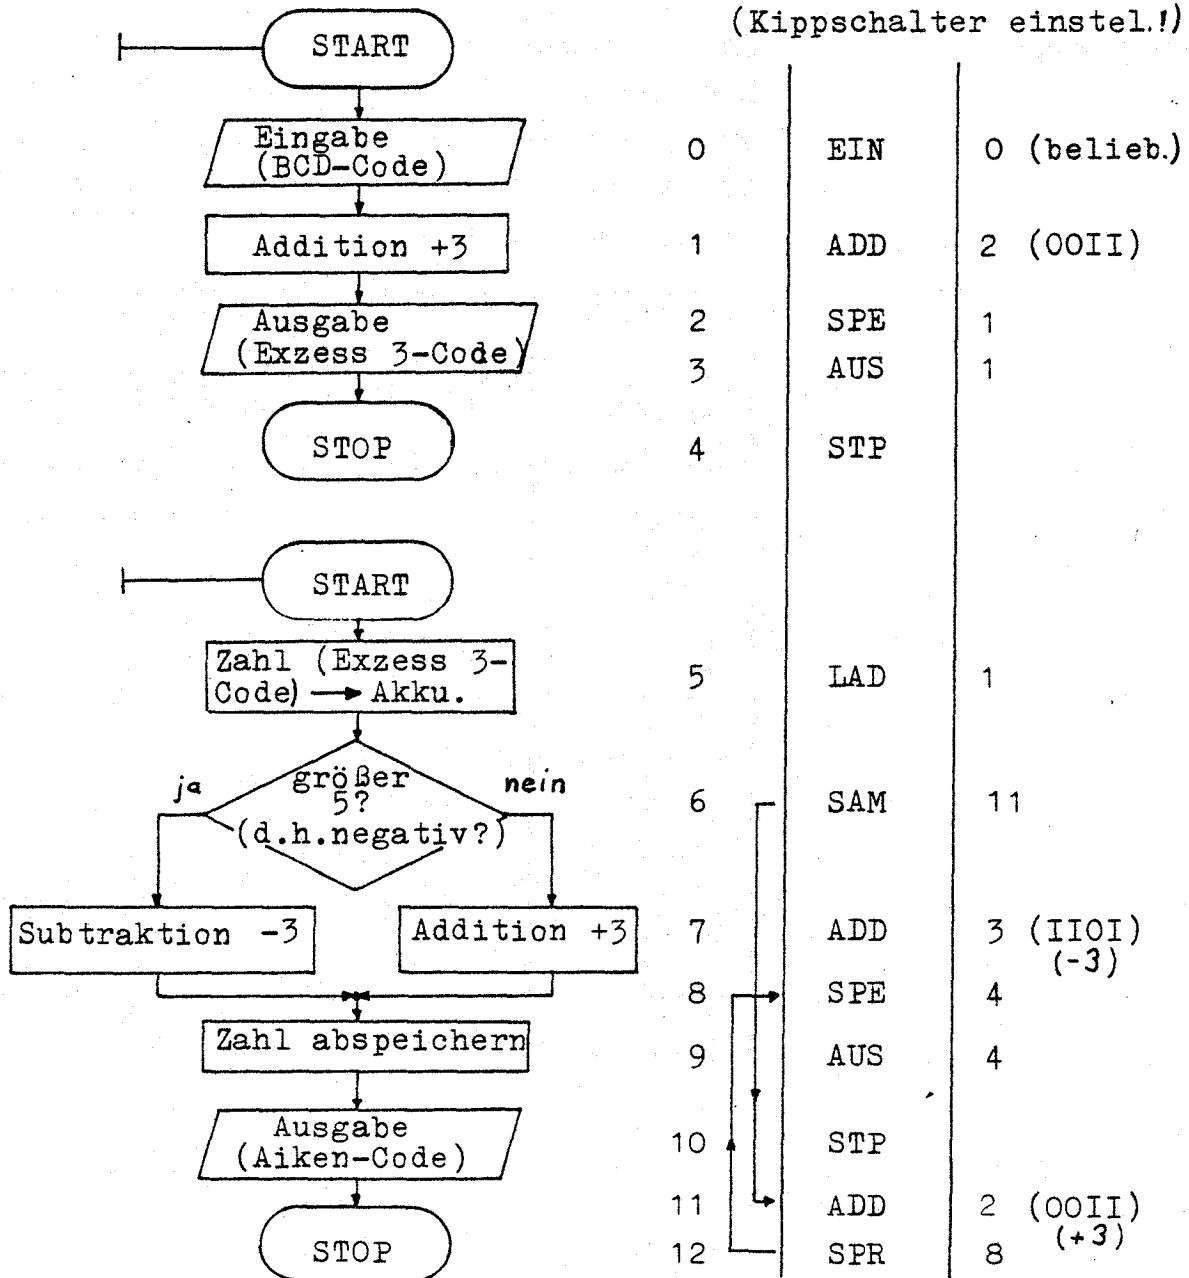 (Kippschalter einstel.!)
START
Eingabe
(BCD-Code)
0 EIN 0 (belieb.)
Addition +3
1 ADD 2 (OOII)
Ausgabe
(Exzess 3-Code)
2 SPE 1
3 AUS 1
STOP
4 STP
START
Zahl (Exzess 3-
Code) → Akku.
5 LAD 1
ja
größer
5?
(d.h.negativ?)
nein
6 SAM 11
Subtraktion -3
Addition +3
7 ADD 3 (IIOI)
(-3)
8 SPE 4
Zahl abspeichern
9 AUS 4
Ausgabe
(Aiken-Code)
10 STP
11 ADD 2 (OOII)
(+3)
STOP
12 SPR 8